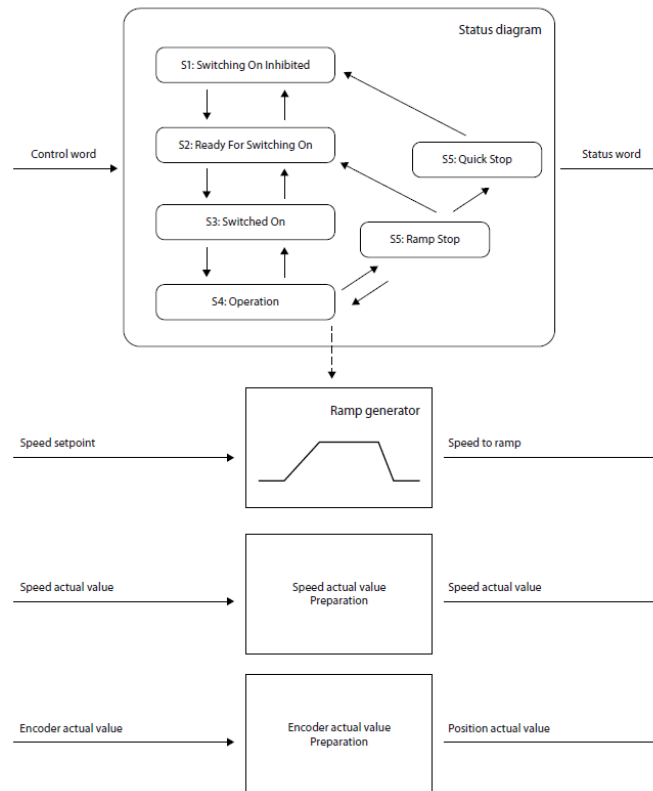 Status diagram
S1: Switching On Inhibited
Control word
S2: Ready For Switching On
S5: Quick Stop
Status word
S3: Switched On
S5: Ramp Stop
S4: Operation
Ramp generator
Speed setpoint
Speed to ramp
Speed actual value
Speed actual value
Preparation
Speed actual value
Encoder actual value
Encoder actual value
Preparation
Position actual value